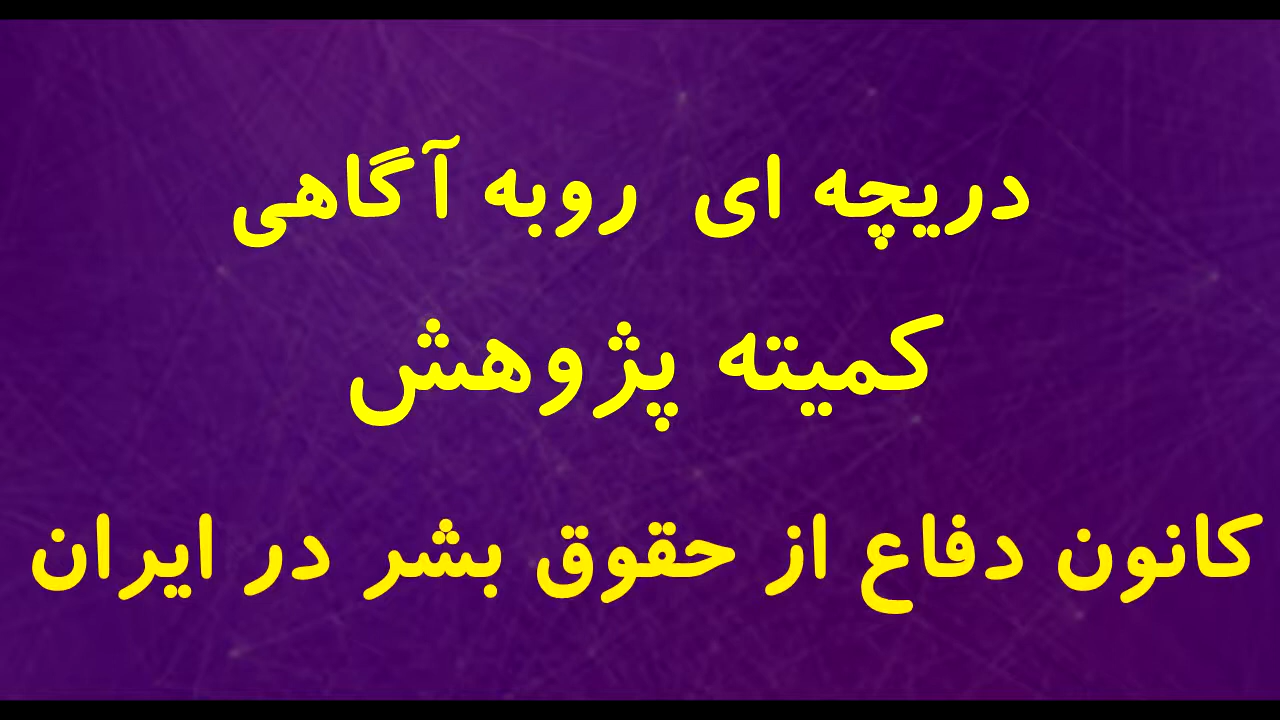 دریچه ای روبه آگاهی
کمیته پژوهش
کانون دفاع از حقوق بشر در ایران